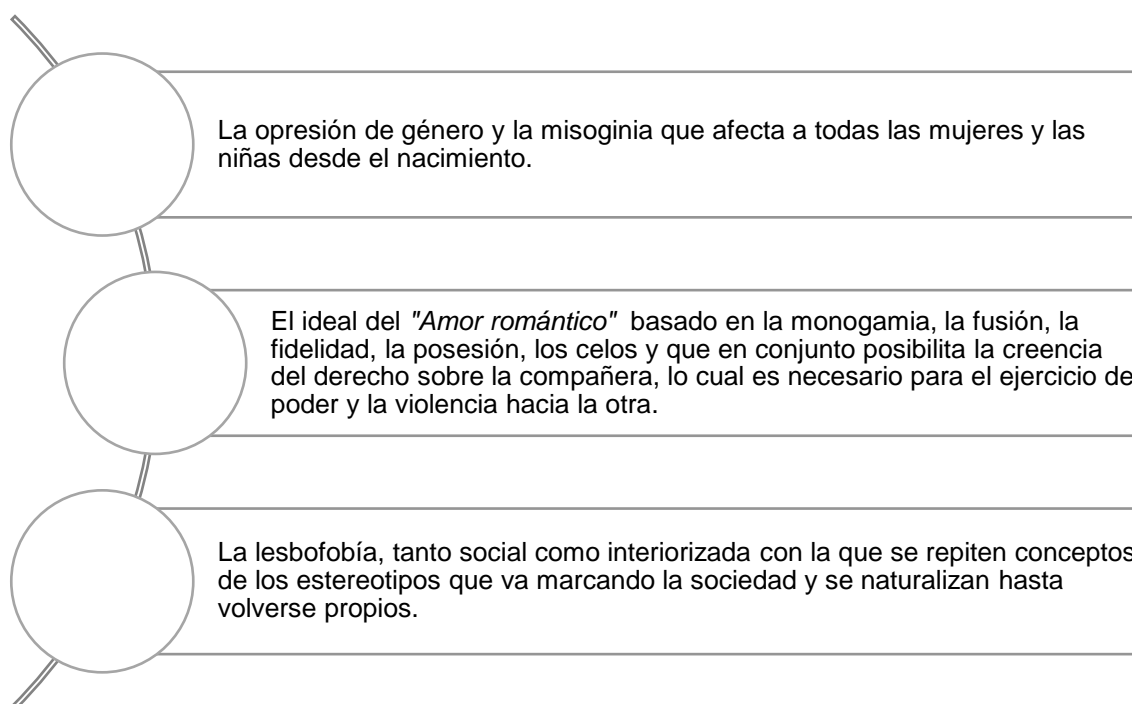 La opresión de género y la misoginia que afecta a todas las mujeres y las
niñas desde el nacimiento.
El ideal del "Amor romántico" basado en la monogamia, la fusión, la
fidelidad, la posesión, los celos y que en conjunto posibilita la creencia
del derecho sobre la compañera, lo cual es necesario para el ejercicio de
poder y la violencia hacia la otra.
La lesbofobía, tanto social como interiorizada con la que se repiten conceptos
de los estereotipos que va marcando la sociedad y se naturalizan hasta
volverse propios.